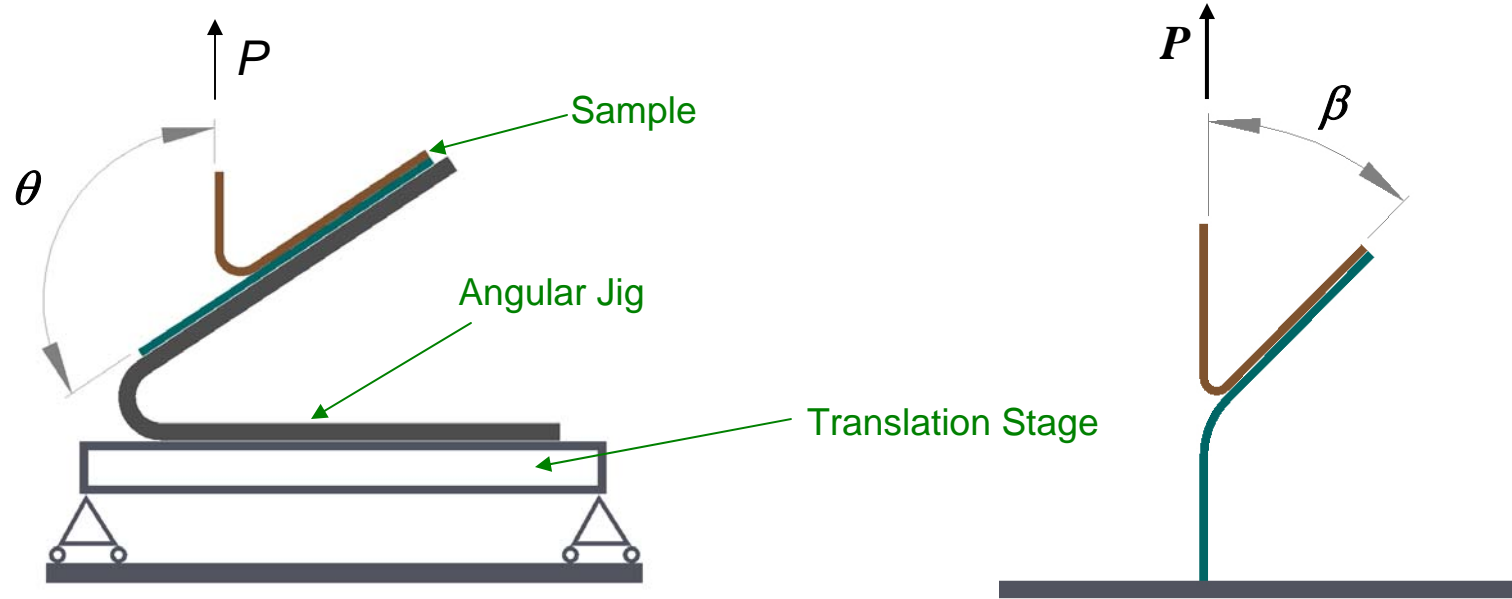 P
P
β
Sample
θ
Angular Jig
Translation Stage